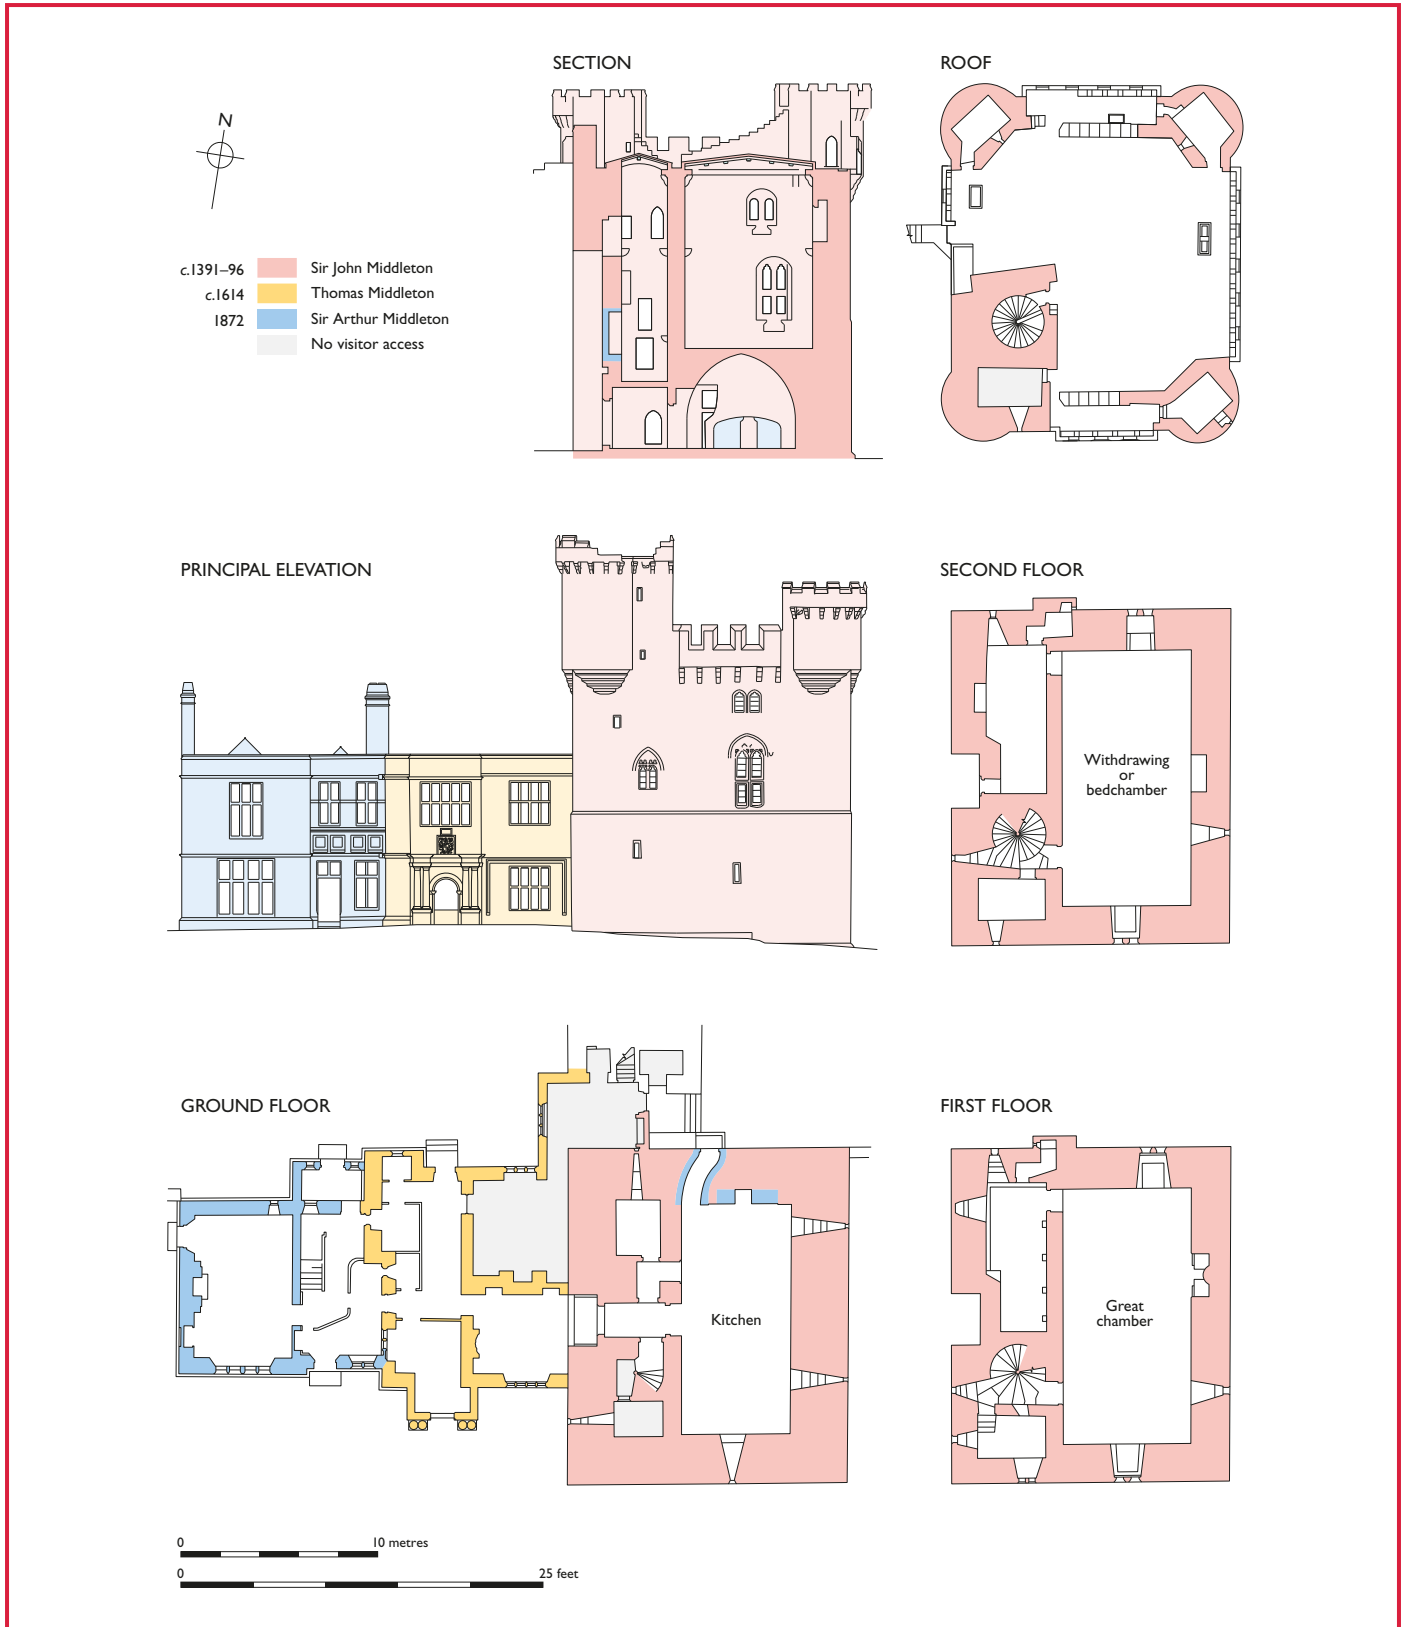 SECTION
ROOF
N
c.1391–96 Sir John Middleton
c.1614 Thomas Middleton
1872 Sir Arthur Middleton
No visitor access
PRINCIPAL ELEVATION
SECOND FLOOR
Withdrawing
or
bedchamber
GROUND FLOOR
FIRST FLOOR
Kitchen
Great
chamber
0 10 metres
0 25 feet